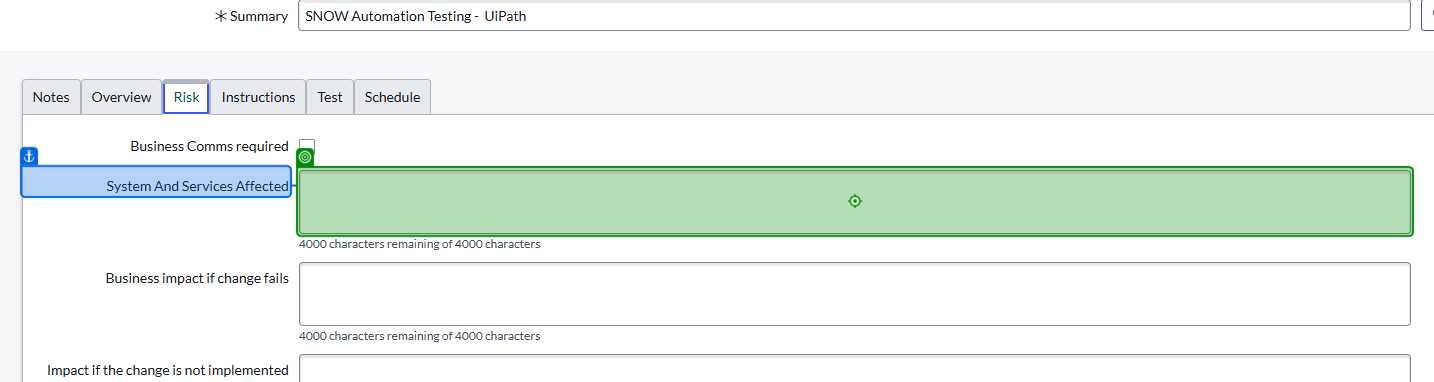 Summary SNOW Automation Testing - UiPath
Notes Overview Risk Instructions Test Schedule
Business Comms required
System And Services Affected
4000 characters remaining of 4000 characters
Business impact if change fails
4000 characters remaining of 4000 characters
Impact if the change is not implemented